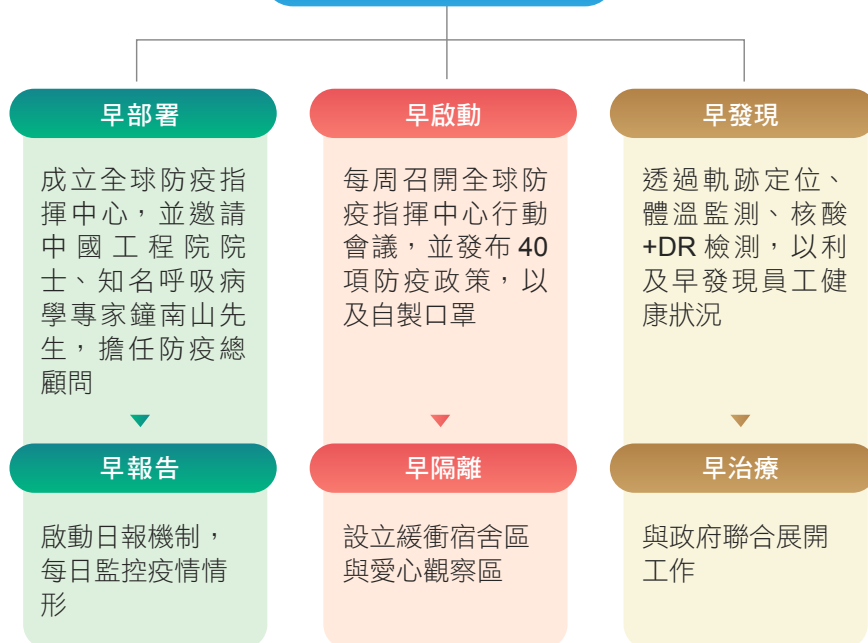 早部署
成立全球防疫指
揮中心，並邀請
中國工程院院
士、知名呼吸病
學專家鐘南山先
生，擔任防疫總
顧問
早啟動
每周召開全球防
疫指揮中心行動
會議，並發布 40
項防疫政策，以
及自製口罩
早發現
透過軌跡定位、
體溫監測、核酸
+DR 檢測，以利
及早發現員工健
康狀況
早報告
啟動日報機制，
每日監控疫情情
形
早隔離
設立緩衝宿舍區
與愛心觀察區
早治療
與政府聯合展開
工作